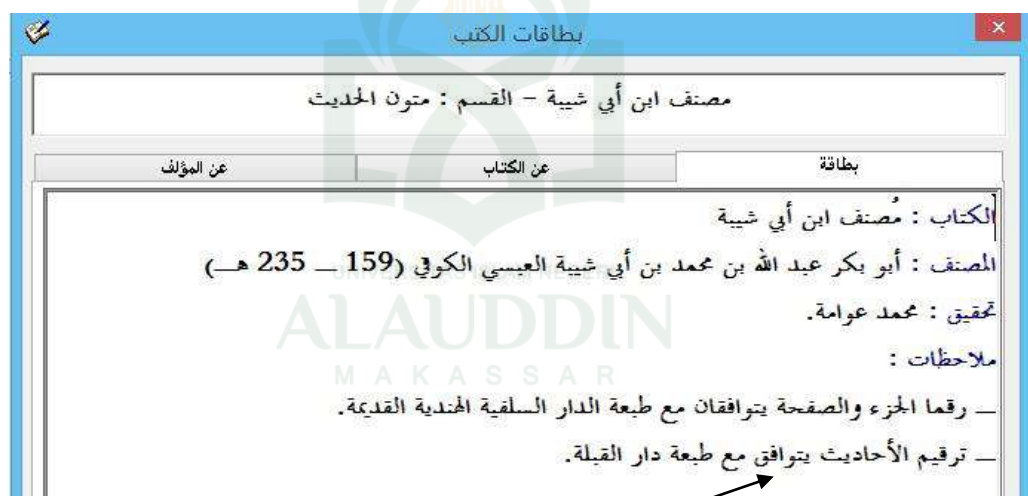 بطاقات الكتب
مصنف ابن أبي شيبة – القسم : متون الحديث
بطاقة
عن الكتاب
عن المؤلف
الكتاب : مُصنف ابن أبي شيبة
المصنف : أبو بكر عبد الله بن محمد بن أبي شيبة العبسي الكوفي (159 ـــ 235 هــ)
تحقيق : محمد عوامة.
ملاحظات :
ـــ رقما الجزء والصفحة يتوافقان مع طبعة الدار السلفية الهندية القديمة.
ـــ ترقيم الأحاديث يتوافق مع طبعة دار القبلة.
ALAUDDIN
MAKASSAR